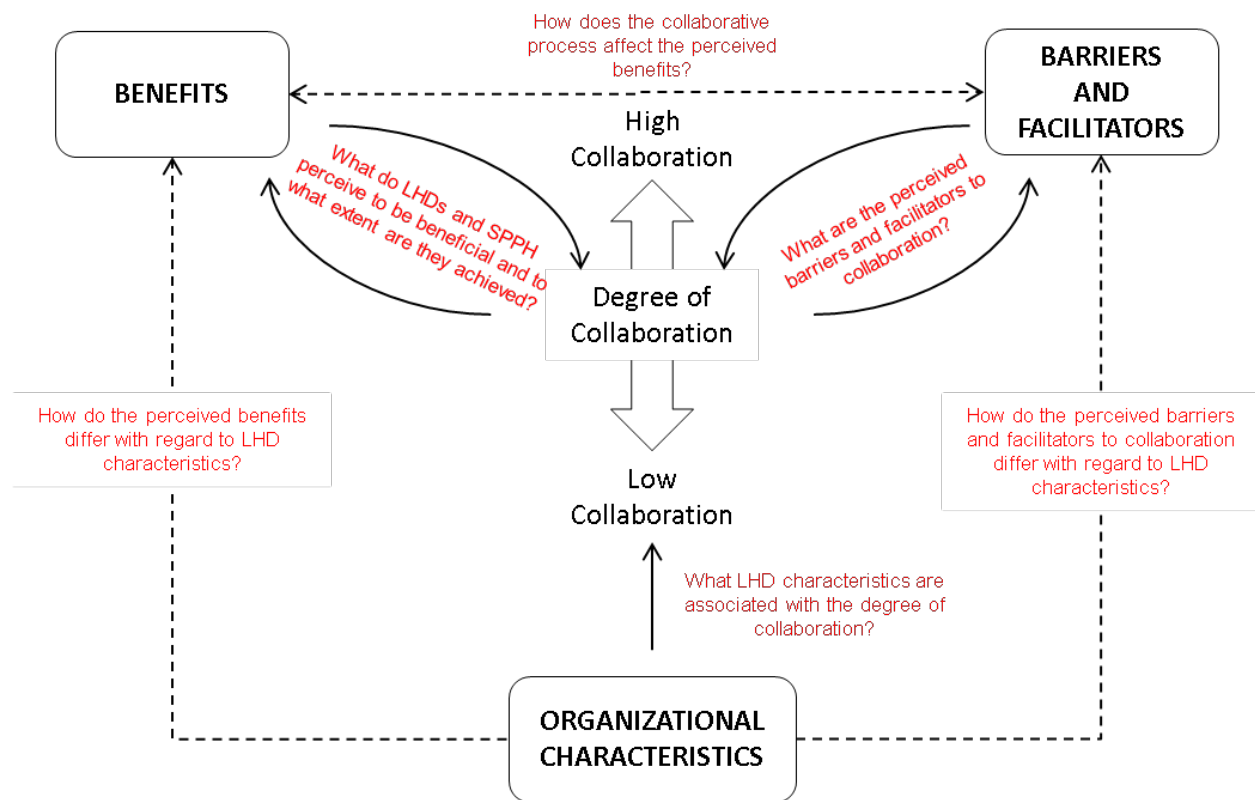 How does the collaborative
process affect the perceived
benefits?
BENEFITS
BARRIERS
AND
FACILITATORS
High
Collaboration
What do LHDs and SPPH
perceive to be beneficial and to
what extent are they achieved?
What are the perceived
barriers and facilitators to
collaboration?
Degree of
Collaboration
How do the perceived benefits
differ with regard to LHD
characteristics?
How do the perceived barriers
and facilitators to collaboration
differ with regard to LHD
characteristics?
Low
Collaboration
What LHD characteristics are
associated with the degree of
collaboration?
ORGANIZATIONAL
CHARACTERISTICS